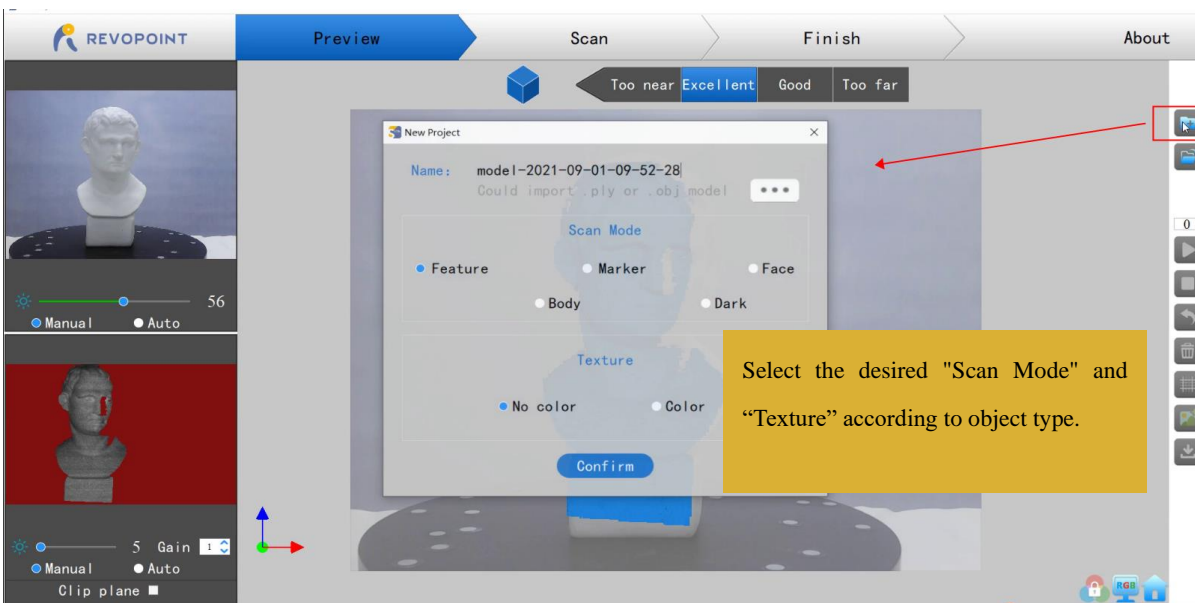 REVOPOINT
Preview
Scan
Finish
About
Too near
Excellent
Good
Too far
New Project
Name:
model-2021-09-01-09-52-28
Could import .ply or .obj model
Scan Mode
Feature
Marker
Face
Body
Dark
Texture
No color
Color
Confirm
Select the desired "Scan Mode" and
“Texture” according to object type.
0
56
Manual
Auto
5 Gain 1
Manual
Auto
Clip plane
RGB